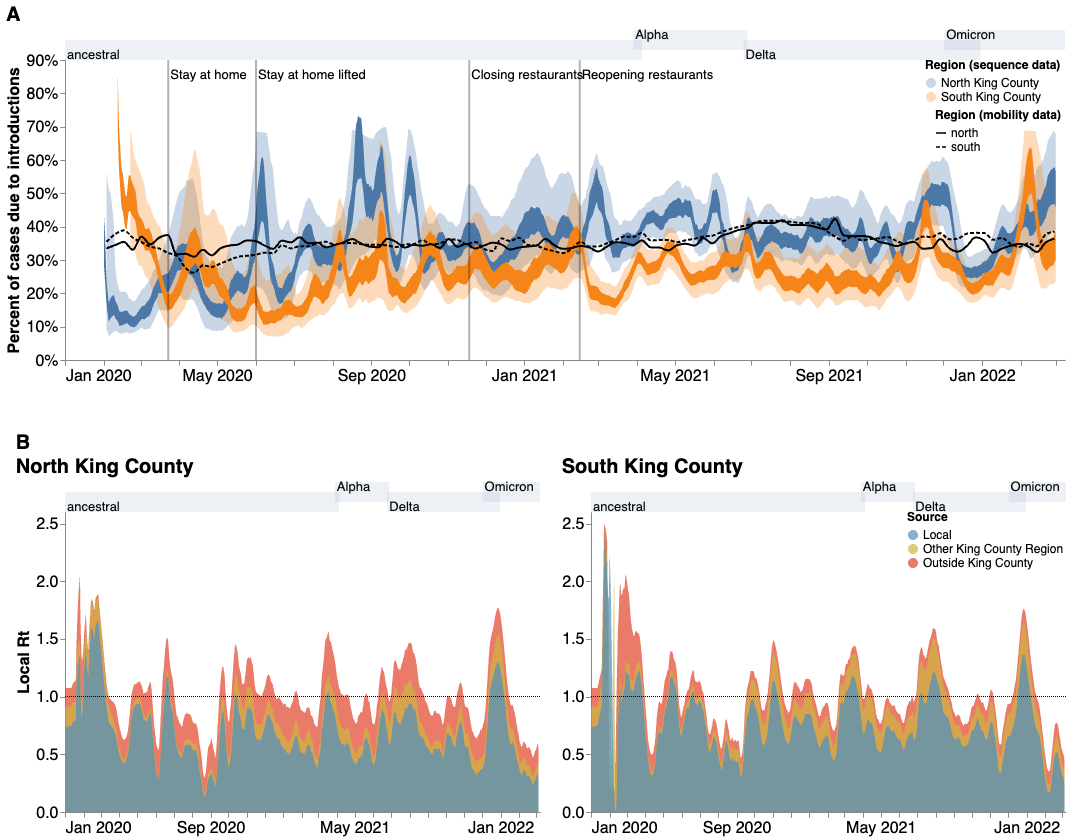 A
Alpha
Omicron
ancestral
Delta
90%
80%
70%
60%
50%
40%
30%
20%
10%
0%
Percent of cases due to introductions
Stay at home
Stay at home lifted
Closing restaurants
Reopening restaurants
Region (sequence data)
North King County
South King County
Region (mobility data)
north
south
Jan 2020
May 2020
Sep 2020
Jan 2021
May 2021
Sep 2021
Jan 2022
B
North King County
Alpha
Omicron
ancestral
Delta
2.5
2.0
1.5
1.0
0.5
0.0
Local Rt
Jan 2020
Sep 2020
May 2021
Jan 2022
South King County
Alpha
Omicron
ancestral
Delta
Source
Local
Other King County Region
Outside King County
2.5
2.0
1.5
1.0
0.5
0.0
Jan 2020
Sep 2020
May 2021
Jan 2022